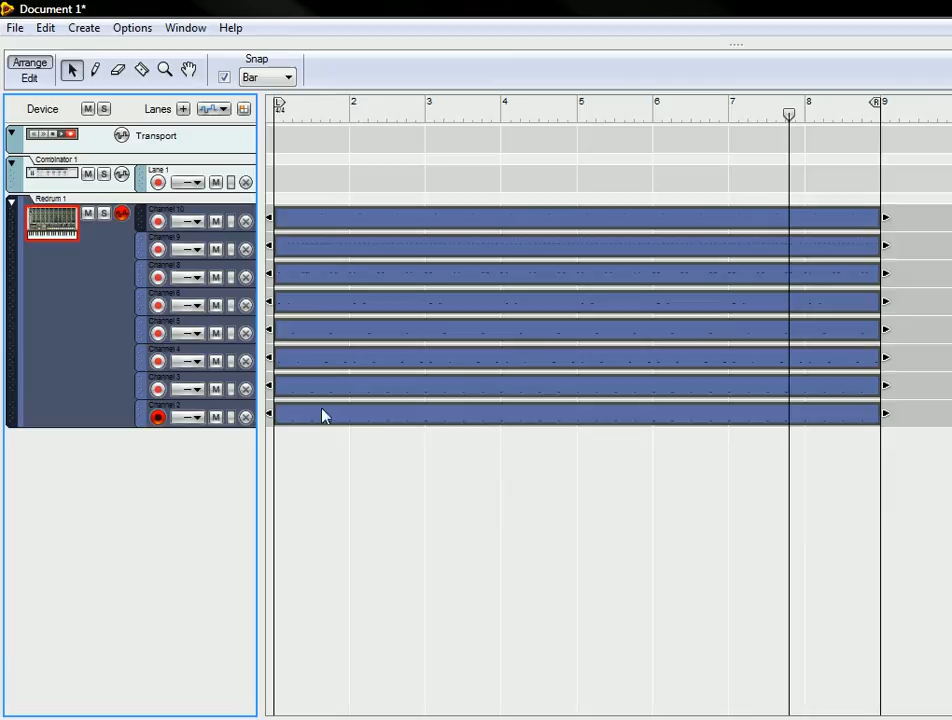 Document 1*
File Edit Create Options Window Help
Arrange
Edit
Snap
Bar
Device M S Lanes +
L 2 3 4 5 6 7 8 R 9
4/4
Transport
Combinator 1
M S Lane 1
M
Redrum 1
M S Channel 10
M
Channel 9
M
Channel 8
M
Channel 6
M
Channel 5
M
Channel 4
M
Channel 3
M
Channel 2
M